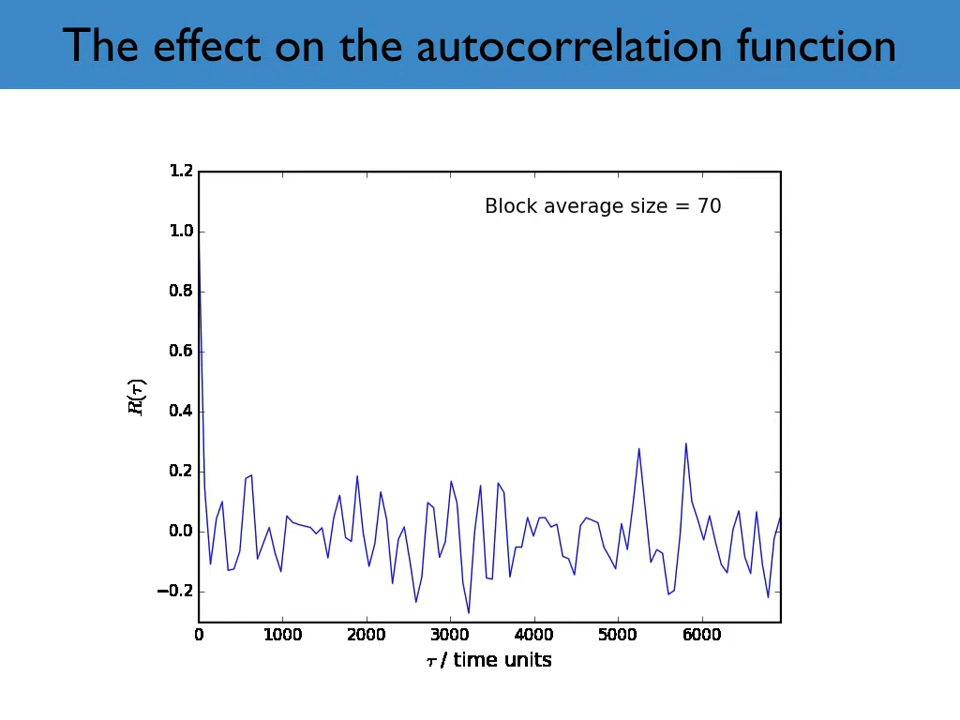 The effect on the autocorrelation function
Block average size = 70
1.2
1.0
0.8
0.6
0.4
0.2
0.0
−0.2
R(τ)
0 1000 2000 3000 4000 5000 6000
τ / time units